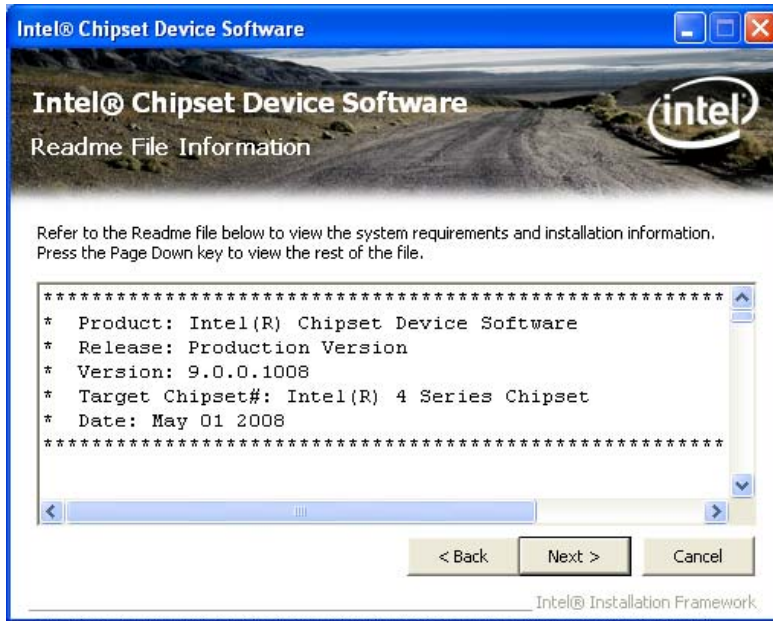 Intel® Chipset Device Software
Intel® Chipset Device Software
intel
Readme File Information
Refer to the Readme file below to view the system requirements and installation information.
Press the Page Down key to view the rest of the file.
********************************************************
* Product: Intel(R) Chipset Device Software
* Release: Production Version
* Version: 9.0.0.1008
* Target Chipset#: Intel(R) 4 Series Chipset
* Date: May 01 2008
********************************************************
< Back Next > Cancel
Intel® Installation Framework